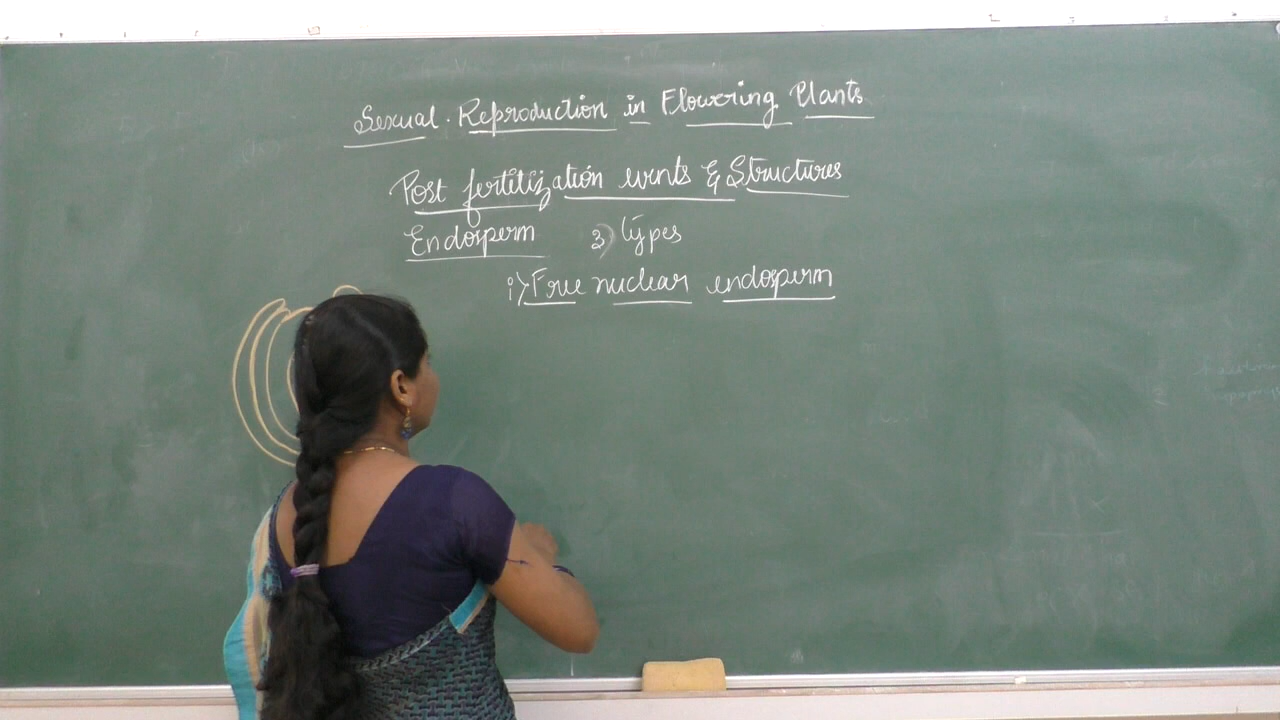 Sexual Reproduction in Flowering Plants
Post fertilization events & Structures
Endosperm 3) types
i) Free nuclear endosperm